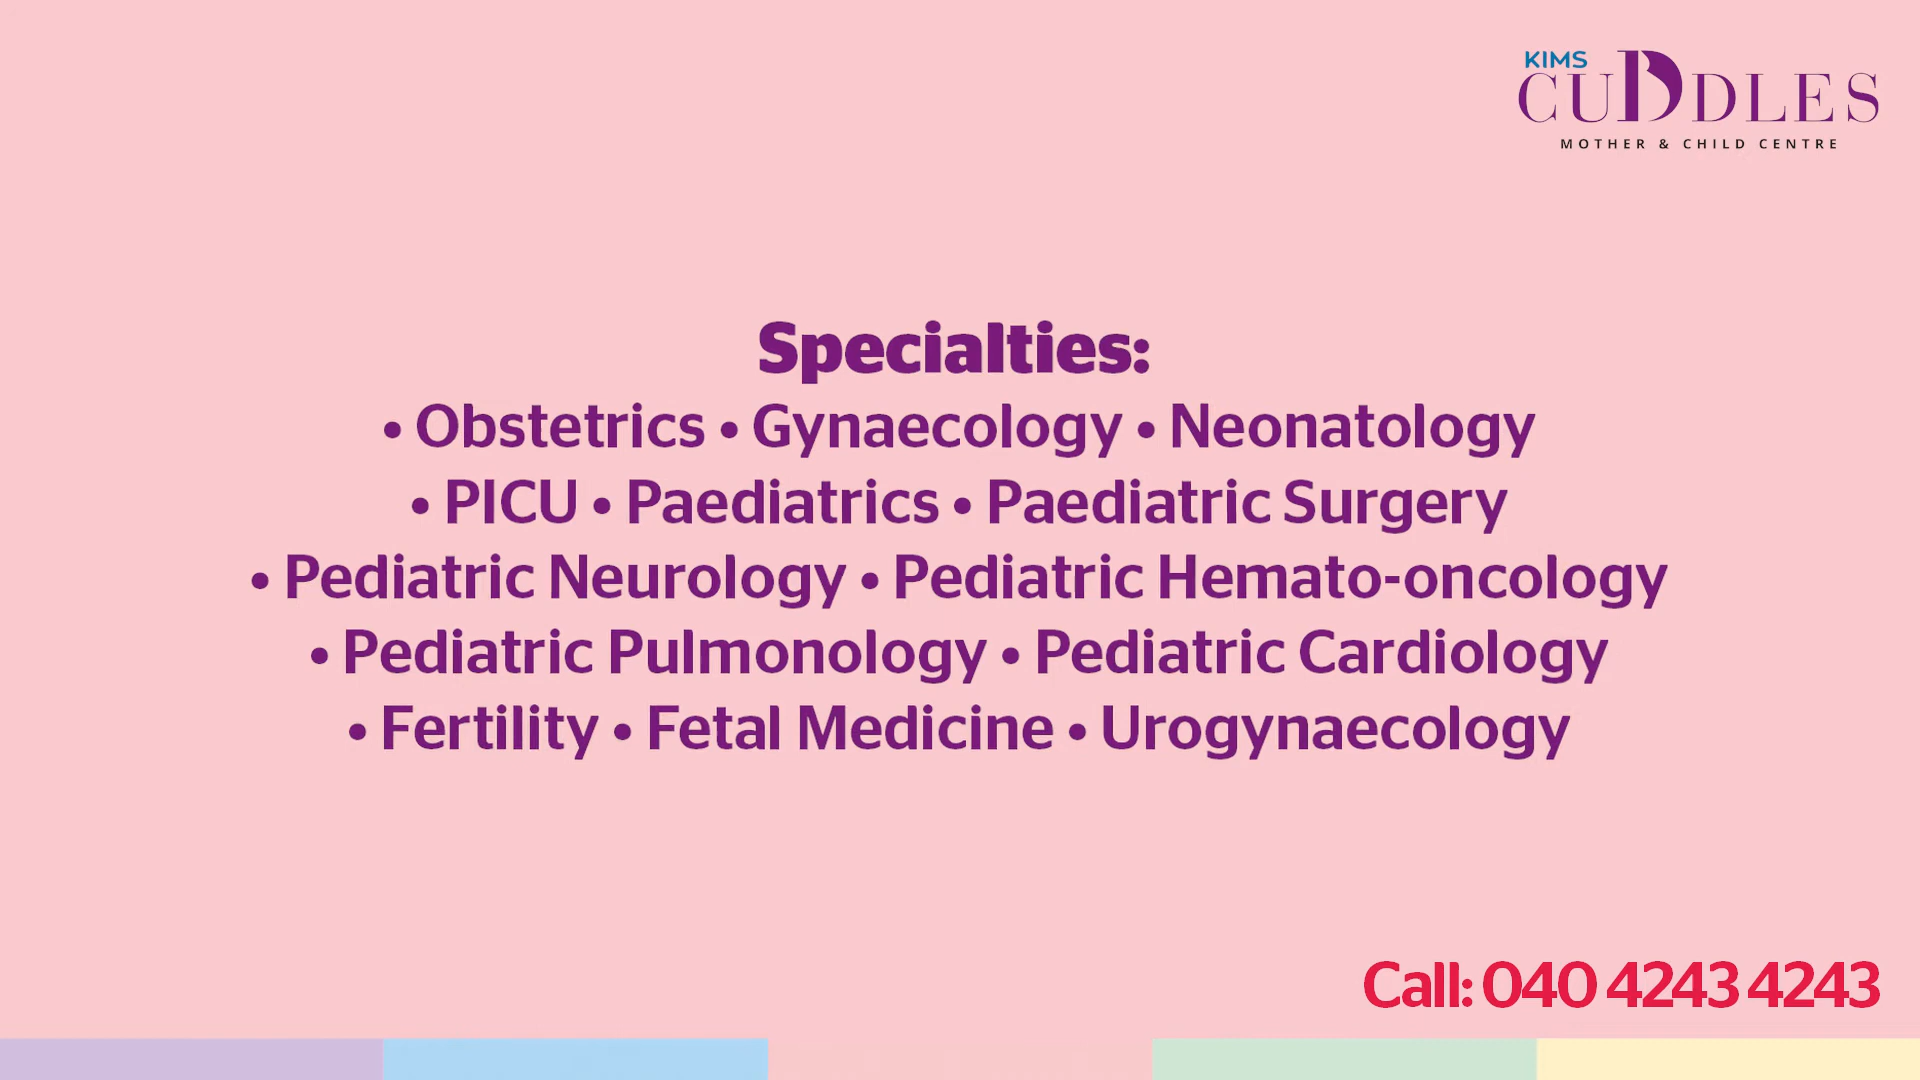 KIMS
CUDDLES
MOTHER & CHILD CENTRE
Specialties:
• Obstetrics • Gynaecology • Neonatology
• PICU • Paediatrics • Paediatric Surgery
• Pediatric Neurology • Pediatric Hemato-oncology
• Pediatric Pulmonology • Pediatric Cardiology
• Fertility • Fetal Medicine • Urogynaecology
Call: 040 4243 4243